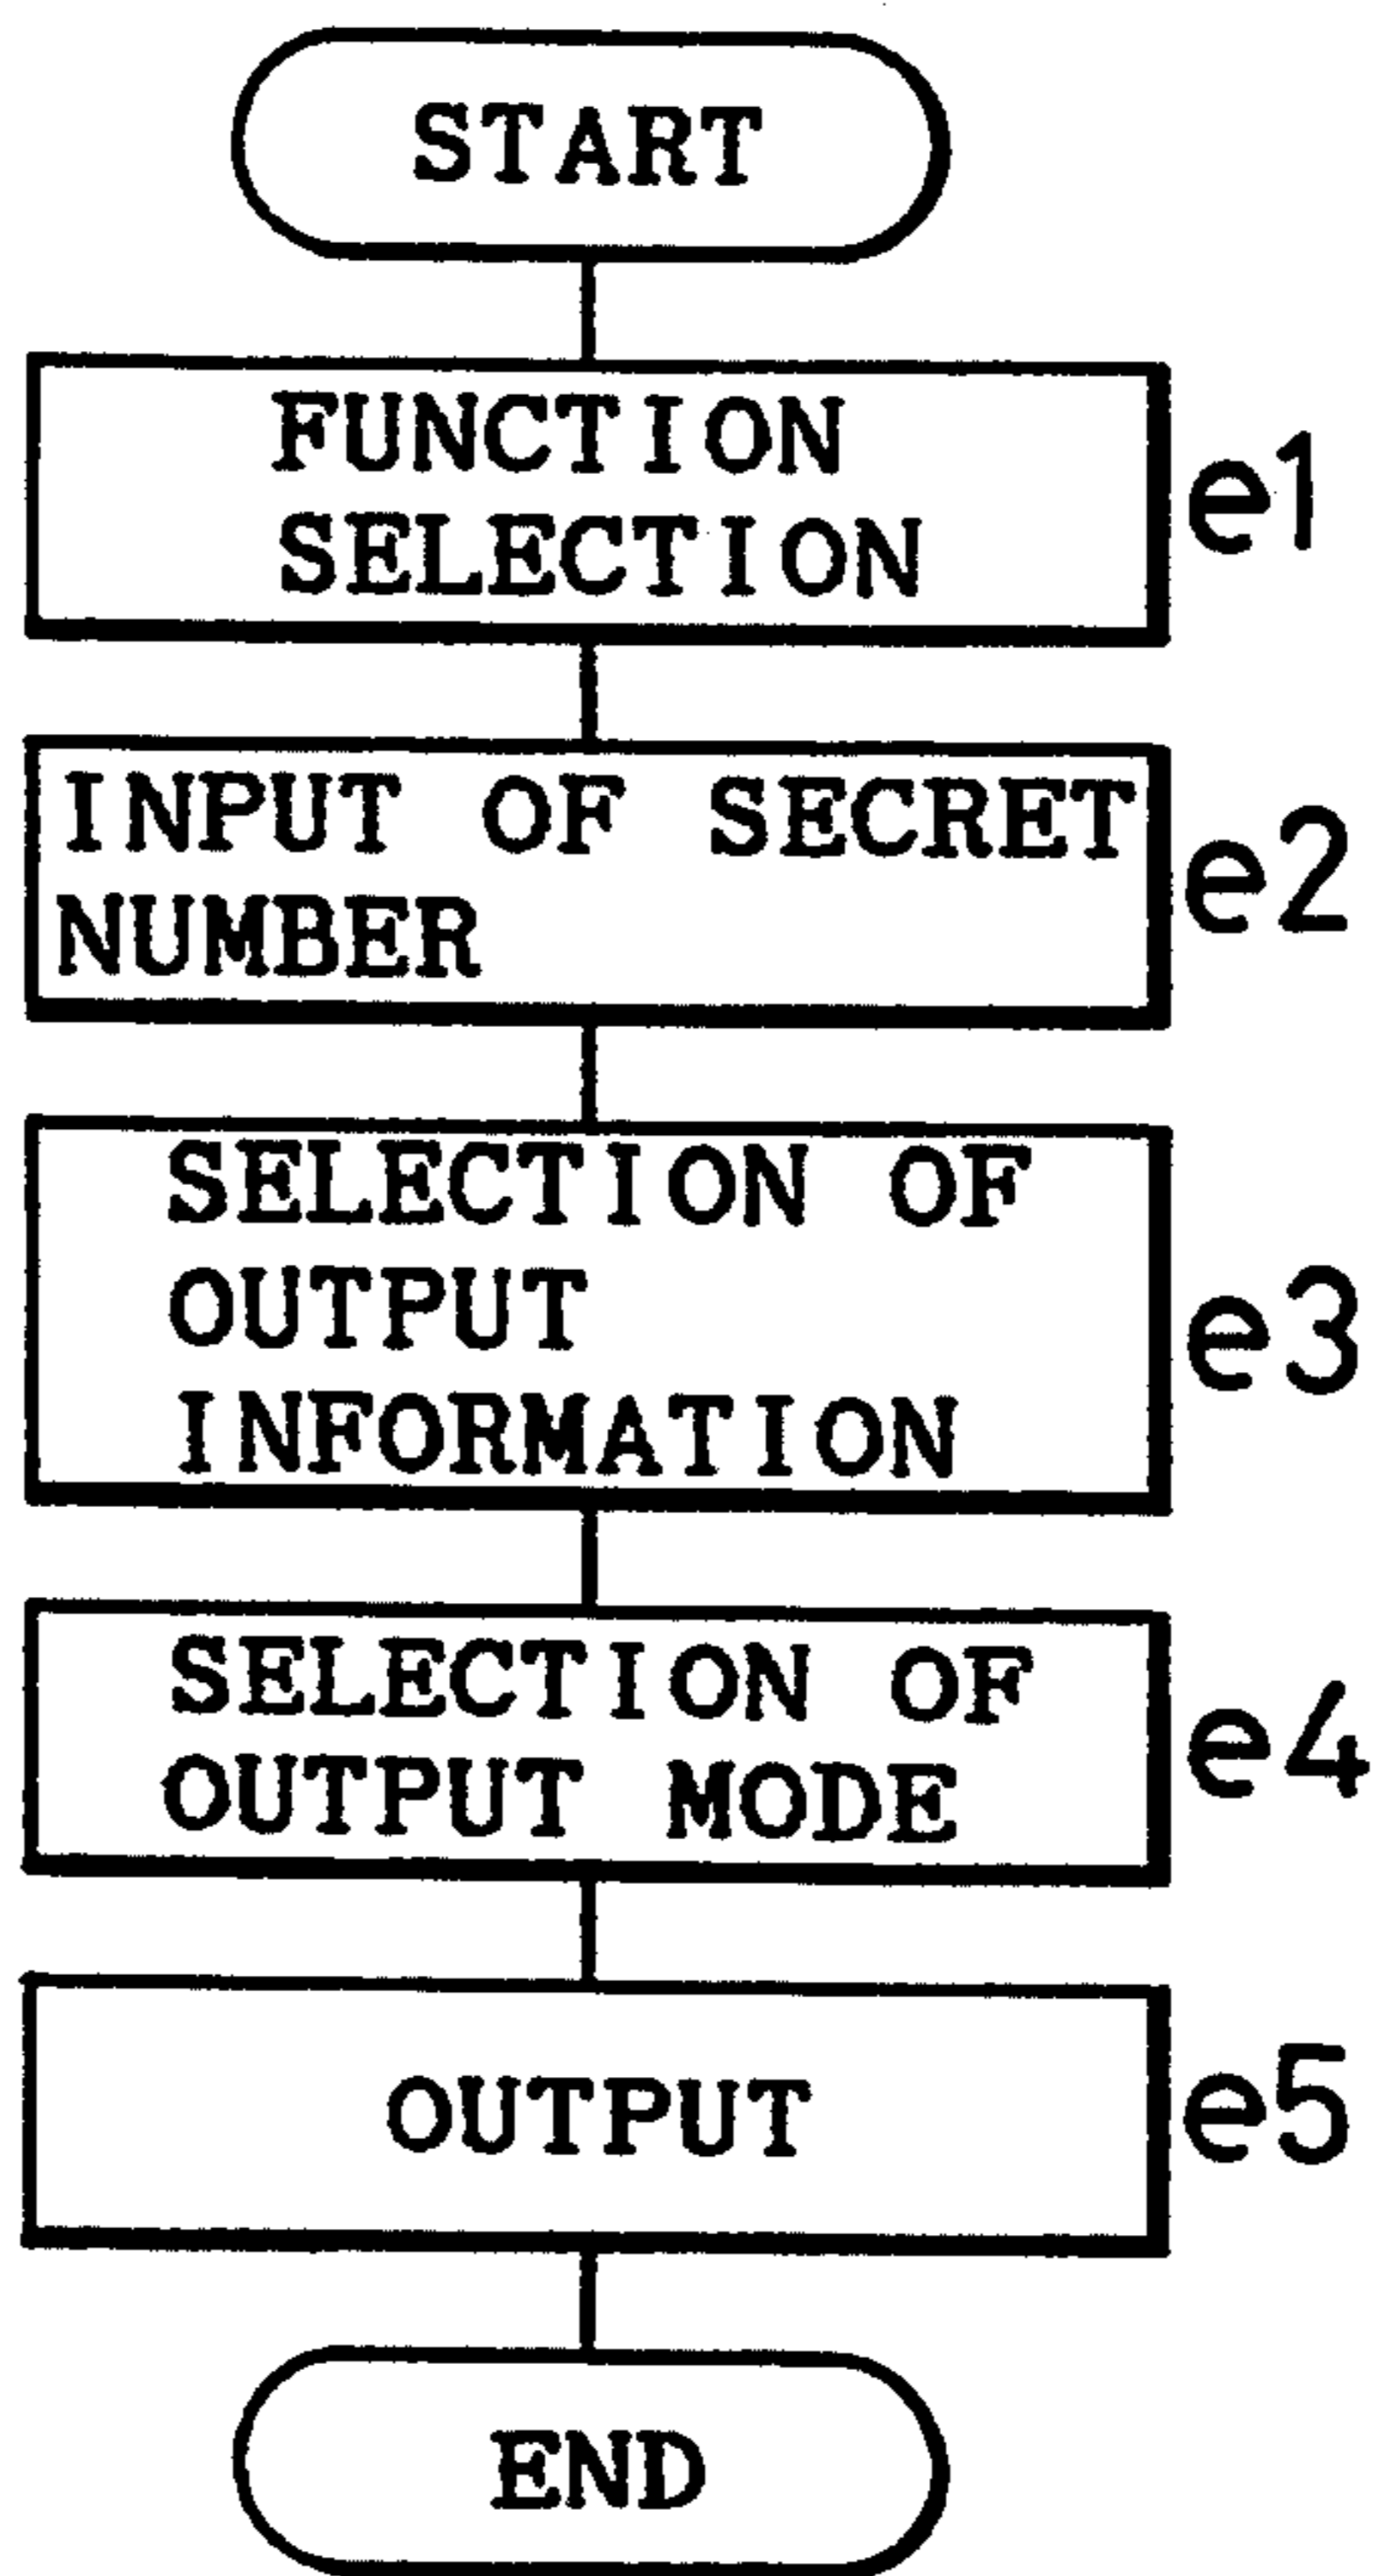 START
FUNCTION
SELECTION
e1
INPUT OF SECRET
NUMBER
e2
SELECTION OF
OUTPUT
INFORMATION
e3
SELECTION OF
OUTPUT MODE
e4
OUTPUT
e5
END